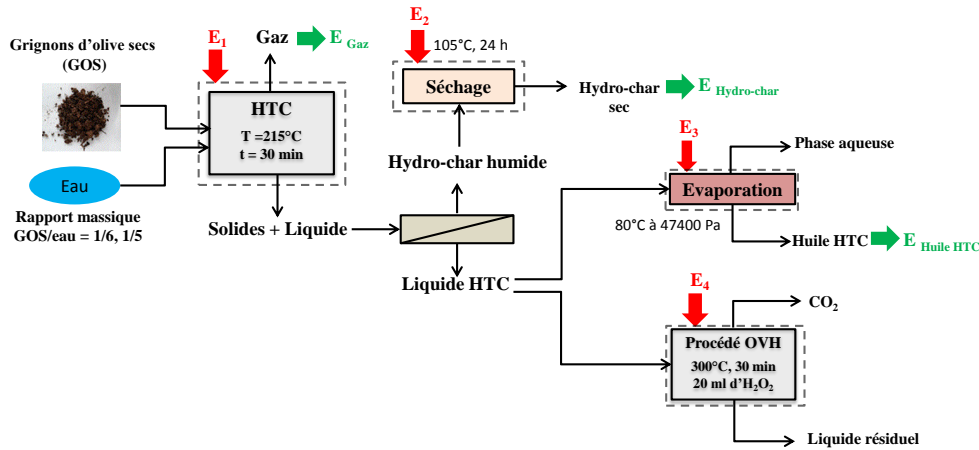 Grignons d'olive secs
(GOS)
E1
Gaz
E Gaz
HTC
T =215°C
t = 30 min
Eau
Rapport massique
GOS/eau = 1/6, 1/5
Solides + Liquide
E2
105°C, 24 h
Séchage
Hydro-char
sec
E Hydro-char
Hydro-char humide
Liquide HTC
E3
Phase aqueuse
Evaporation
80°C à 47400 Pa
Huile HTC
E Huile HTC
E4
CO2
Procédé OVH
300°C, 30 min
20 ml d'H2O2
Liquide résiduel